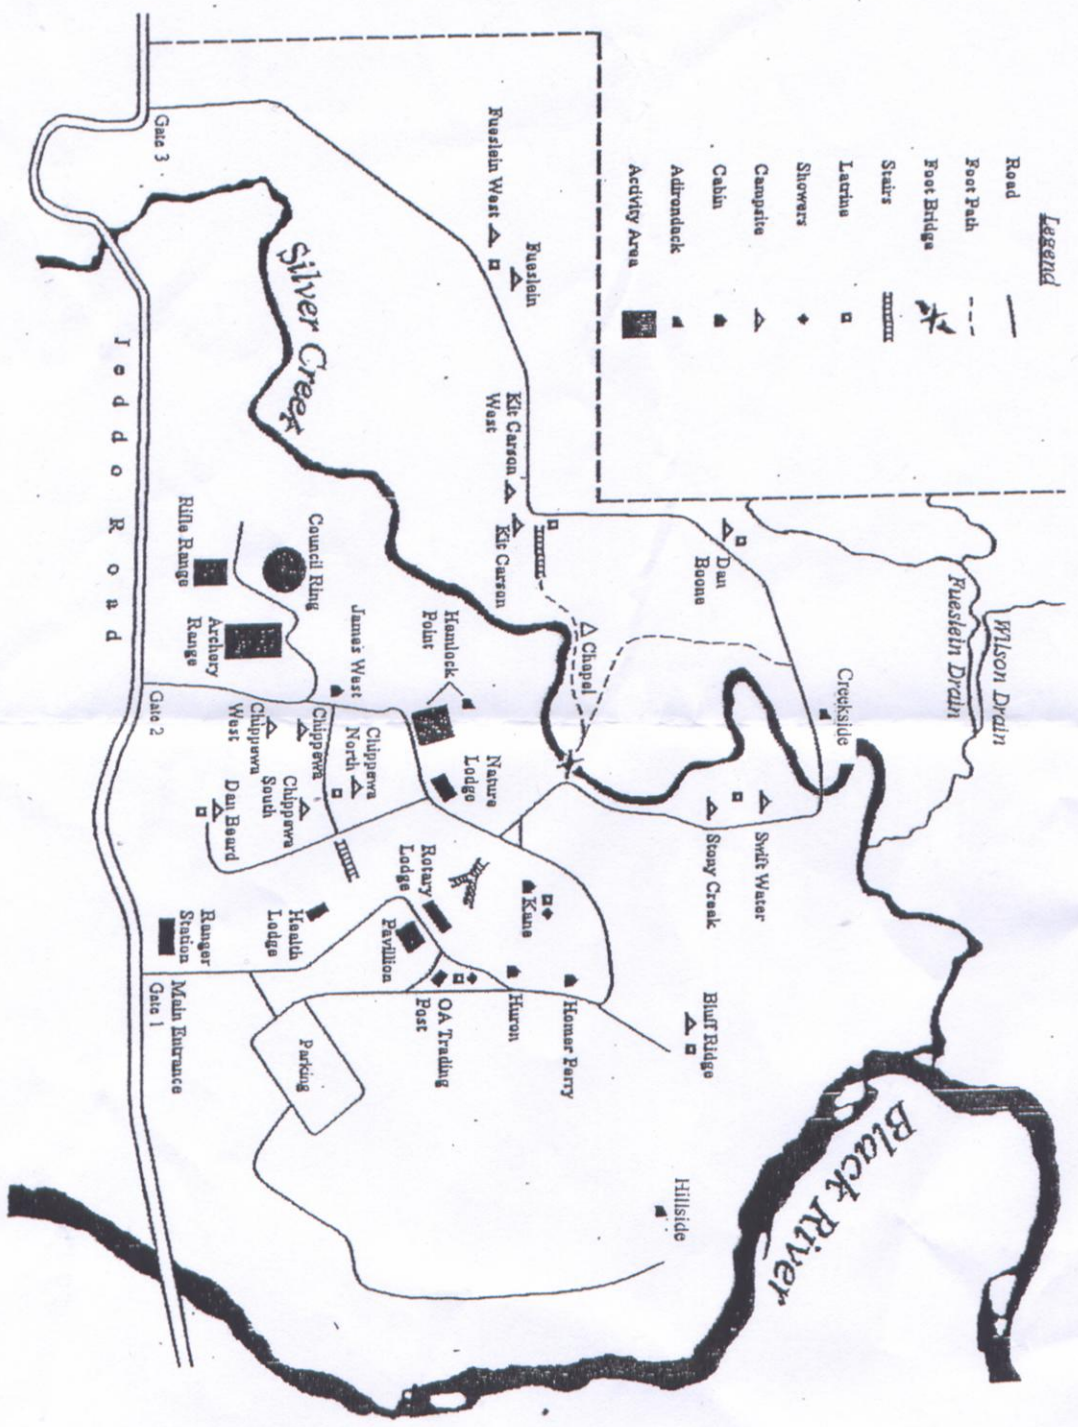 Legend
Road
Foot Path
Foot Bridge
Stairs
Latrine
Showers
Campsite
Cabin
Adirondack
Activity Area
Wilson Drain
Fueslein Drain
Black River
Creekside
Swift Water
Stony Creek
Dan
Boone
Bluff Ridge
Hillside
Chapel
Fueslein
Fueslein West
Kit Carson
West
Kit Carson
Homer Perry
Kane
Huron
Nature
Lodge
Hemlock
Point
OA Trading
Post
Rotary
Lodge
Pavillion
Chippewa
North
James West
Council Ring
Silver Creek
Chippewa
Chippewa
South
Chippewa
West
Dan Beard
Health
Lodge
Parking
Archery
Range
Rifle Range
Ranger
Station
Gate 3
Gate 2
Main Entrance
Gate 1
Jeddo Road